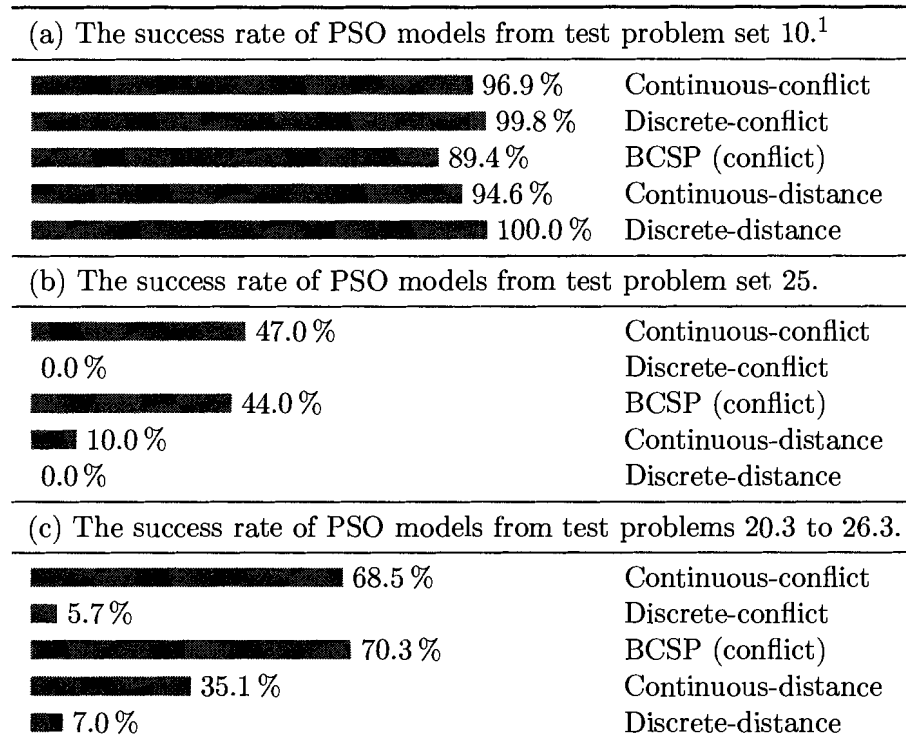 (a) The success rate of PSO models from test problem set 10.¹
96.9 % Continuous-conflict
99.8 % Discrete-conflict
89.4 % BCSP (conflict)
94.6 % Continuous-distance
100.0 % Discrete-distance
(b) The success rate of PSO models from test problem set 25.
47.0 % Continuous-conflict
0.0 % Discrete-conflict
44.0 % BCSP (conflict)
10.0 % Continuous-distance
0.0 % Discrete-distance
(c) The success rate of PSO models from test problems 20.3 to 26.3.
68.5 % Continuous-conflict
5.7 % Discrete-conflict
70.3 % BCSP (conflict)
35.1 % Continuous-distance
7.0 % Discrete-distance